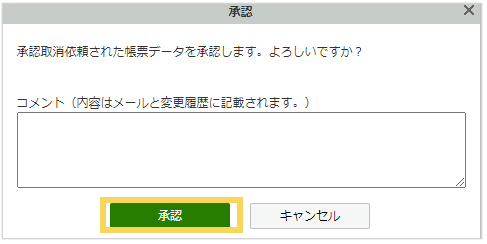 承認
承認取消依頼された帳票データを承認します。よろしいですか？
コメント（内容はメールと変更履歴に記載されます。）
承認
キャンセル